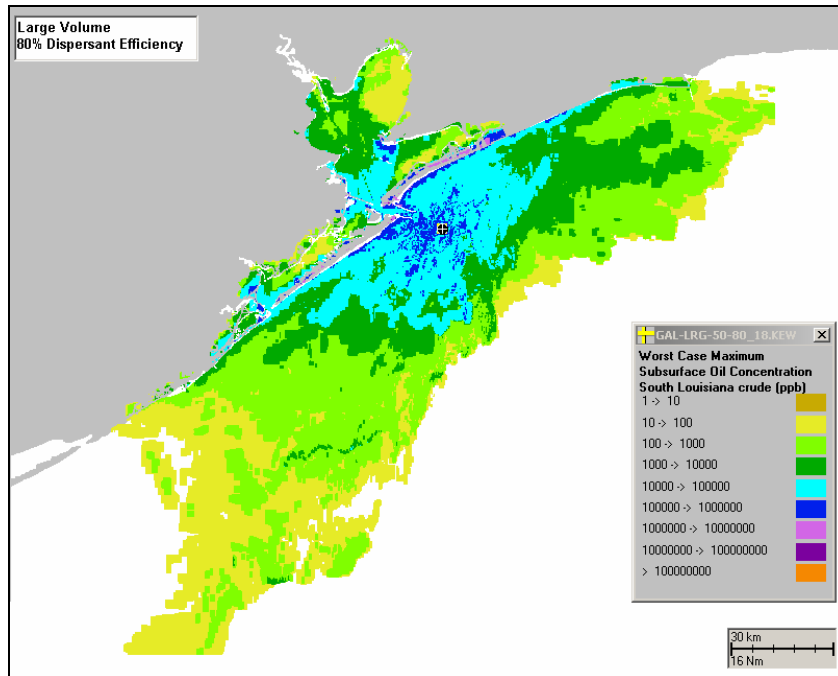 Large Volume
80% Dispersant Efficiency
GAL-LRG-50-80_18.KEW
Worst Case Maximum
Subsurface Oil Concentration
South Louisiana crude (ppb)
1 -> 10
10 -> 100
100 -> 1000
1000 -> 10000
10000 -> 100000
100000 -> 1000000
1000000 -> 10000000
10000000 -> 100000000
> 100000000
30 km
16 Nm